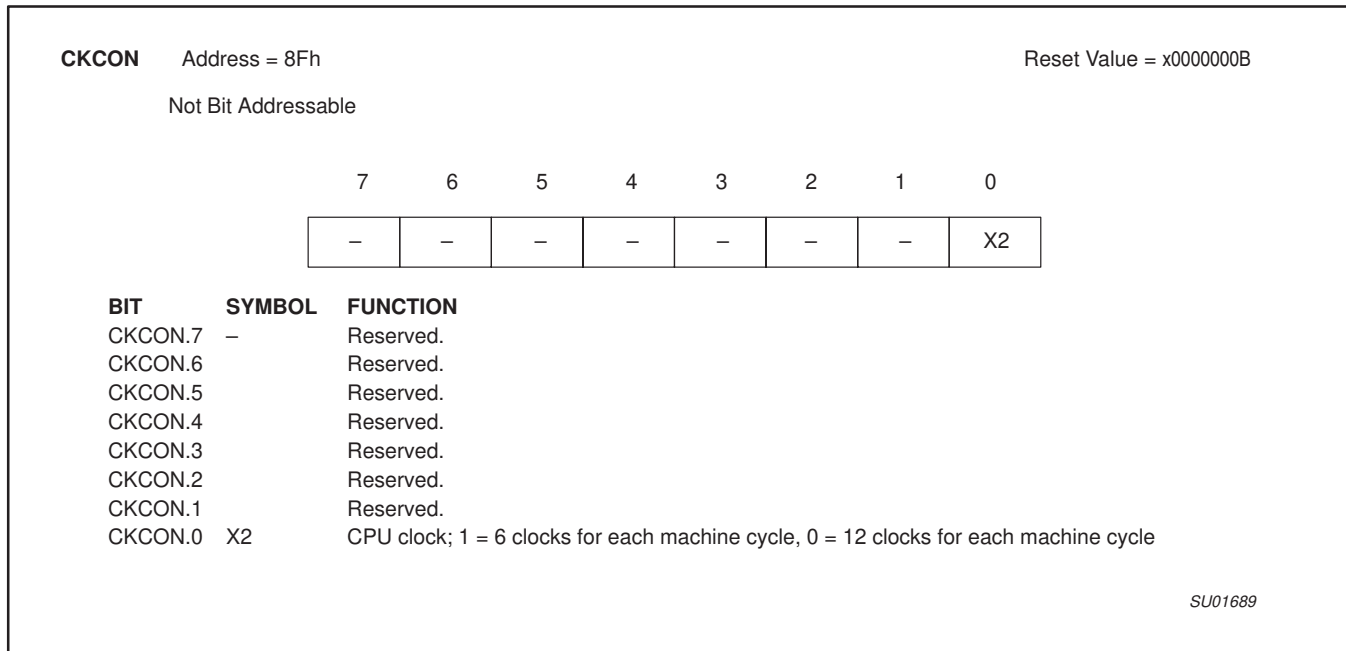 CKCON Address = 8Fh Reset Value = x0000000B
Not Bit Addressable
7 6 5 4 3 2 1 0
– – – – – – – X2
BIT SYMBOL FUNCTION
CKCON.7 – Reserved.
CKCON.6 Reserved.
CKCON.5 Reserved.
CKCON.4 Reserved.
CKCON.3 Reserved.
CKCON.2 Reserved.
CKCON.1 Reserved.
CKCON.0 X2 CPU clock; 1 = 6 clocks for each machine cycle, 0 = 12 clocks for each machine cycle
SU01689